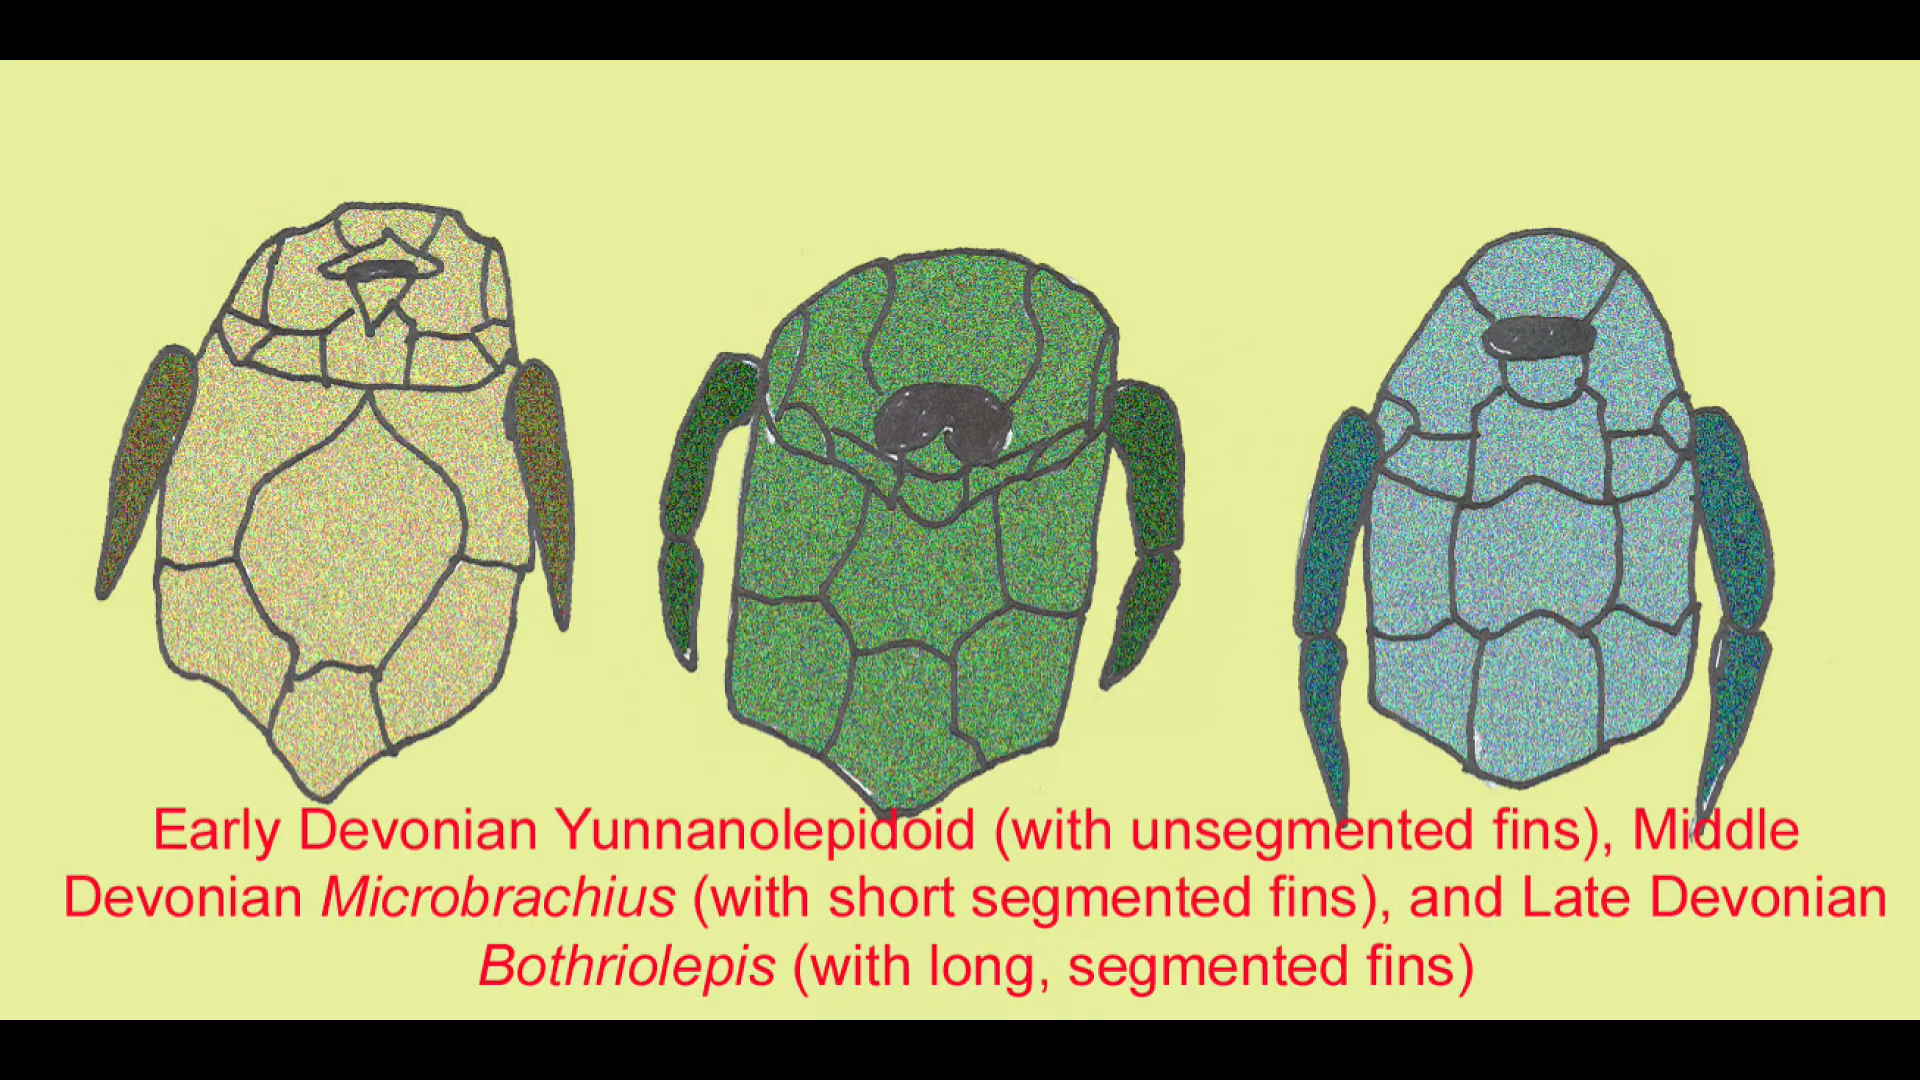 Early Devonian Yunnanolepidoid (with unsegmented fins), Middle
Devonian Microbrachius (with short segmented fins), and Late Devonian
Bothriolepis (with long, segmented fins)